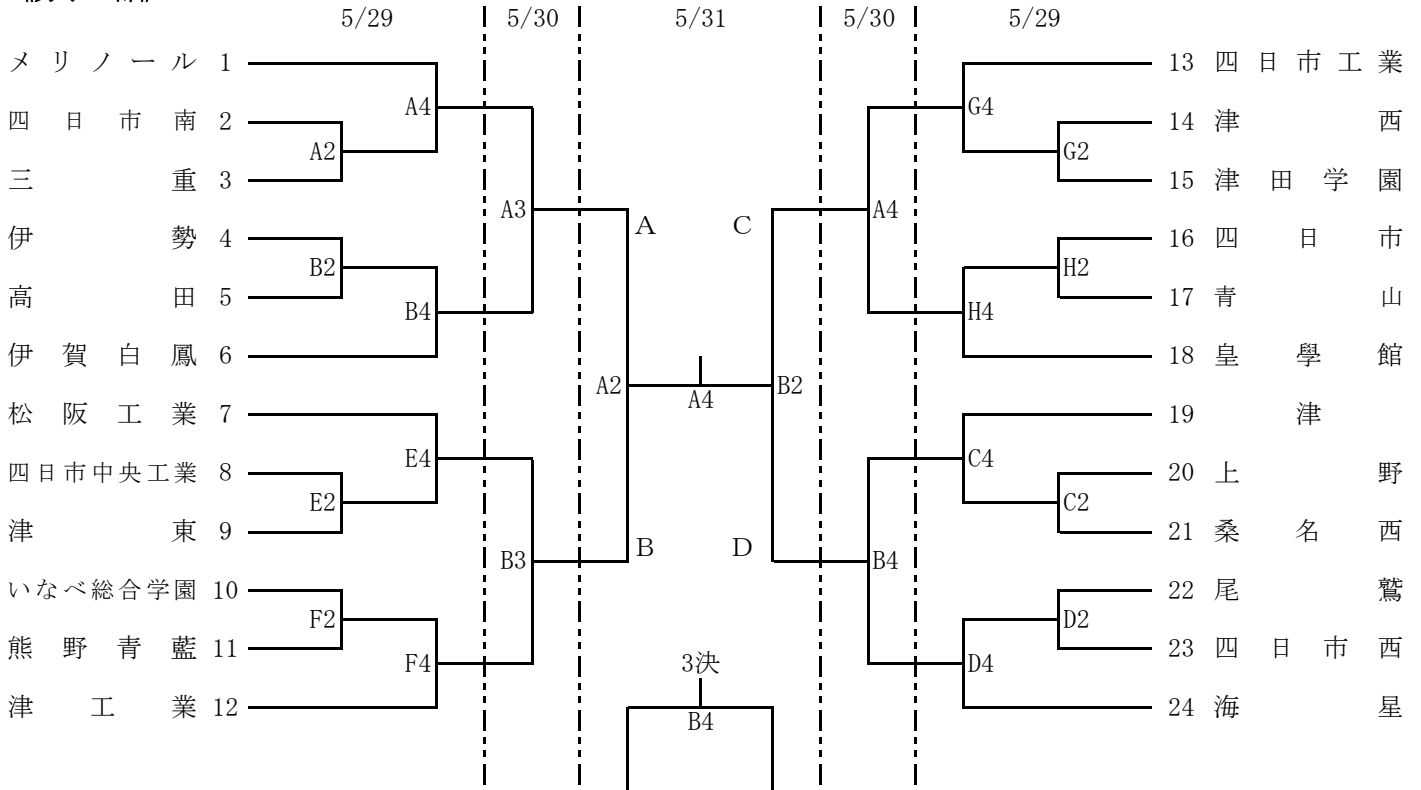 5/29 5/30 5/31 5/30 5/29
メリノール 1 13 四日市工業
A4 G4
四日市南 2 14 津西
A2 G2
三重 3 15 津田学園
A3 A4
伊勢 4 A C 16 四日市
B2 H2
高田 5 17 青山
B4 H4
伊賀白鳳 6 18 皇學館
A2 A4 B2
松阪工業 7 19 津
E4 C4
四日市中央工業 8 20 上野
E2 C2
津東 9 21 桑名西
B3 B D B4
いなべ総合学園 10 22 尾鷲
F2 D2
熊野青藍 11 23 四日市西
F4 3決 D4
津工業 12 24 海星
B4